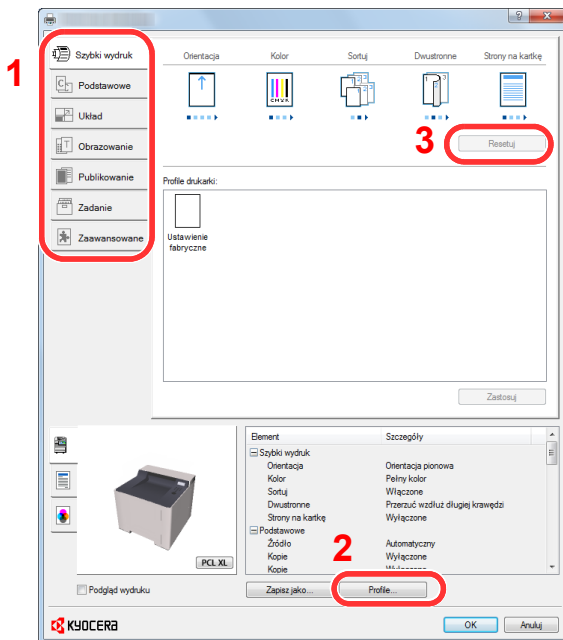 1
Szybki wydruk
Podstawowe
Układ
Obrazowanie
Publikowanie
Zadanie
Zaawansowane
Orientacja Kolor Sortuj Dwustronne Strony na kartkę
CMYK
3
Resetuj
Profile drukarki:
Ustawienie
fabryczne
Zastosuj
PCL XL
Podgląd wydruku
Element Szczegóły
Szybki wydruk
Orientacja Orientacja pionowa
Kolor Pełny kolor
Sortuj Włączone
Dwustronne Przerzuć wzdłuż długiej krawędzi
Strony na kartkę Wyłączone
Podstawowe
Źródło Automatyczny
Kopie Wyłączone
Kopie
2
Zapisz jako... Profile...
KYOCERA
OK Anuluj